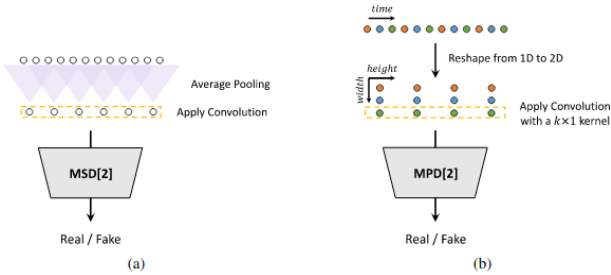 Average Pooling
Apply Convolution
MSD[2]
Real / Fake
(a)
time
Reshape from 1D to 2D
height
width
Apply Convolution
with a k×1 kernel
MPD[2]
Real / Fake
(b)